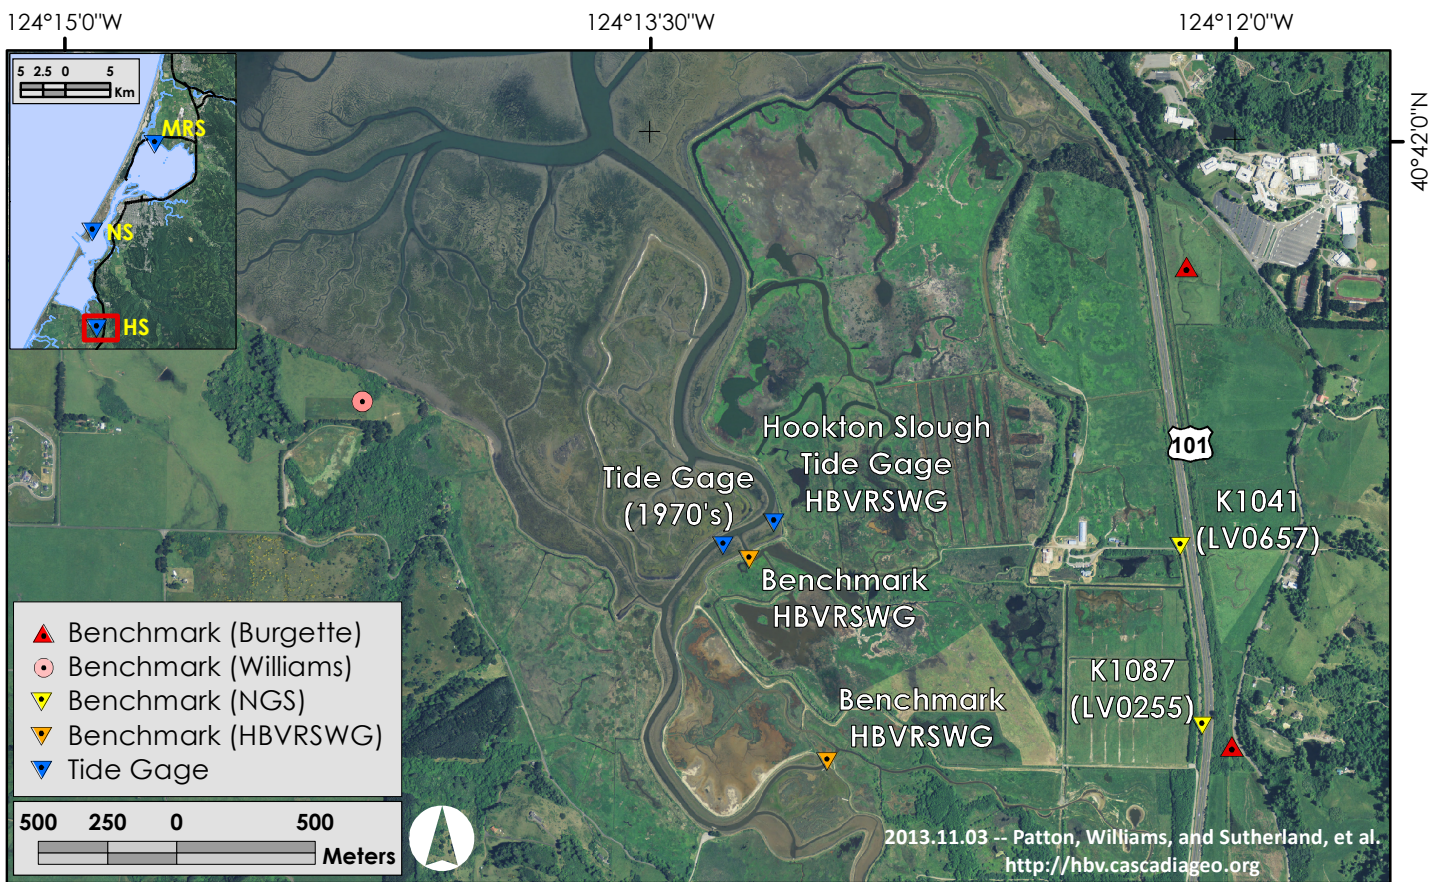 124°15'0"W
124°13'30"W
124°12'0"W
40°42'0"N
5 2.5 0 5
Km
MRS
NS
HS
101
Hookton Slough
Tide Gage
HBVRSWG
Tide Gage
(1970's)
K1041
(LV0657)
Benchmark
HBVRSWG
K1087
(LV0255)
Benchmark
HBVRSWG
Benchmark (Burgette)
Benchmark (Williams)
Benchmark (NGS)
Benchmark (HBVRSWG)
Tide Gage
500 250 0 500
Meters
2013.11.03 -- Patton, Williams, and Sutherland, et al.
http://hbv.cascadiageo.org